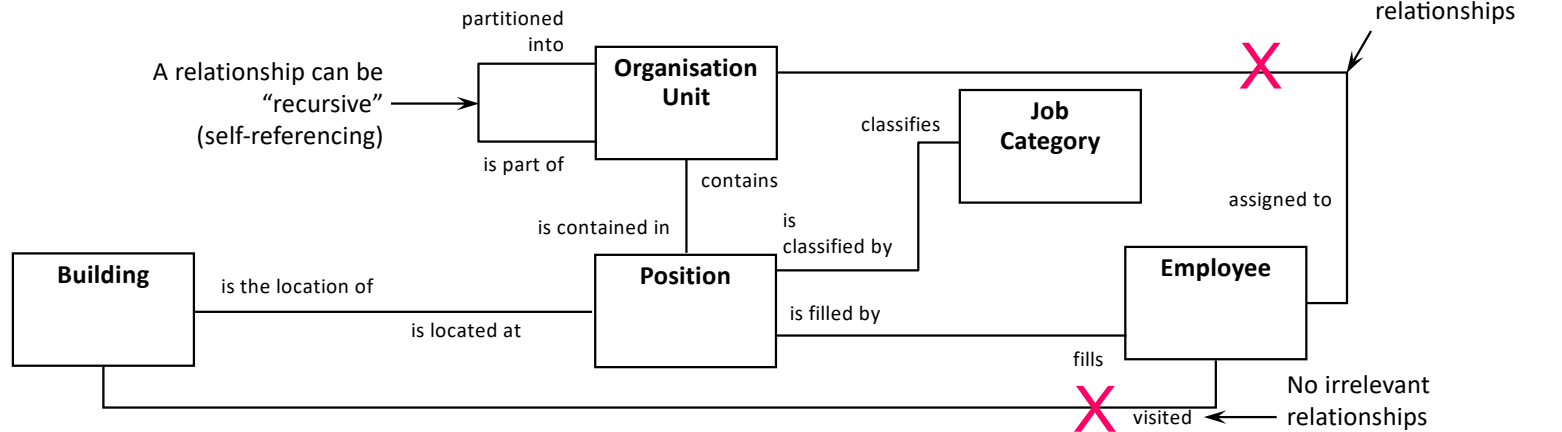 relationships
partitioned
into
A relationship can be
“recursive”
(self-referencing)
Organisation
Unit
is part of
Job
Category
classifies
contains
is contained in
is
classified by
assigned to
Building
is the location of
is located at
Position
is filled by
fills
Employee
visited
No irrelevant
relationships